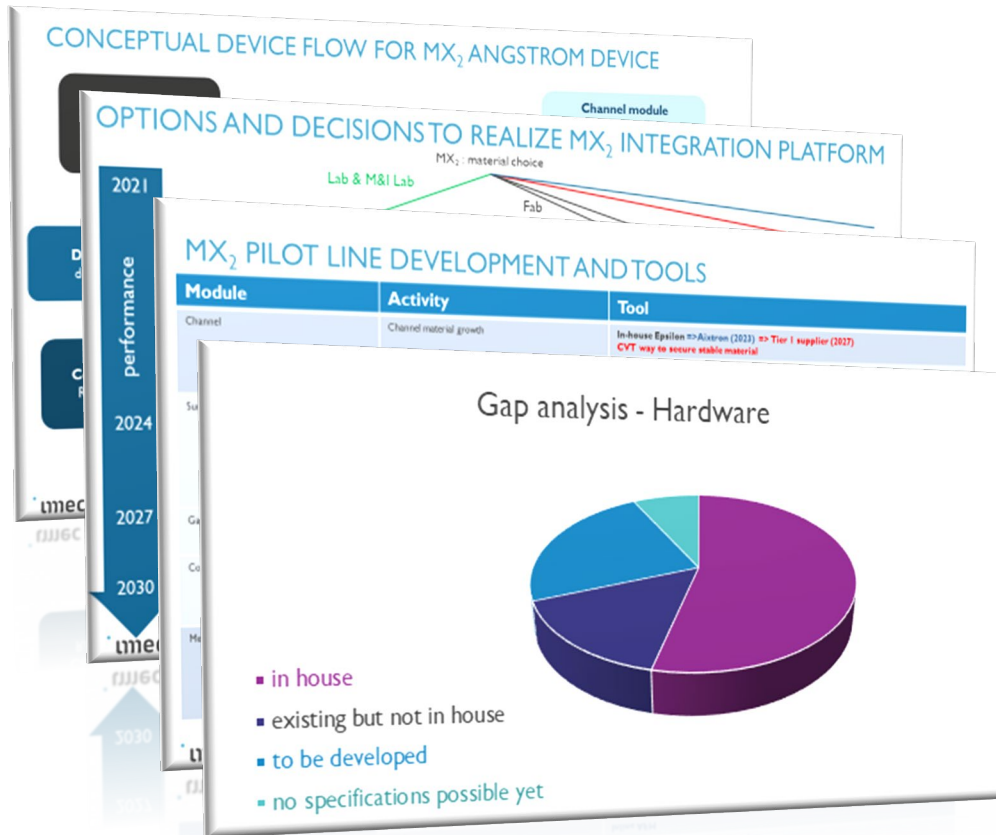 CONCEPTUAL DEVICE FLOW FOR MX₂ ANGSTROM DEVICE
Channel module
OPTIONS AND DECISIONS TO REALIZE MX₂ INTEGRATION PLATFORM
MX₂ : material choice
Lab & M&I Lab
Fab
2021
performance
2024
2027
2030
MX₂ PILOT LINE DEVELOPMENT AND TOOLS
Module Activity Tool
Channel Channel material growth In-house Epsilon =>Aixtron (2023) => Tier 1 supplier (2027)
CVT way to secure stable material
Gap analysis - Hardware
in house
existing but not in house
to be developed
no specifications possible yet
imec